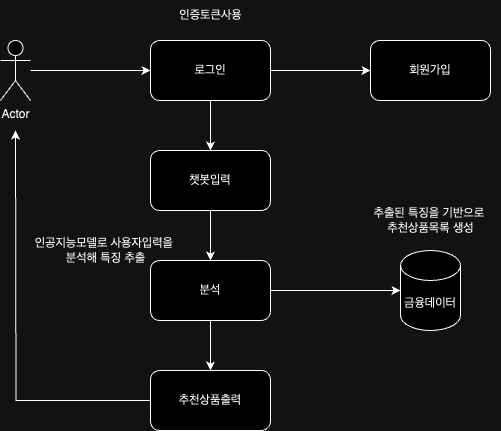 인증토큰사용
로그인
회원가입
Actor
챗봇입력
추출된 특징을 기반으로
추천상품목록 생성
인공지능모델로 사용자입력을
분석해 특징 추출
분석
금융데이터
추천상품출력